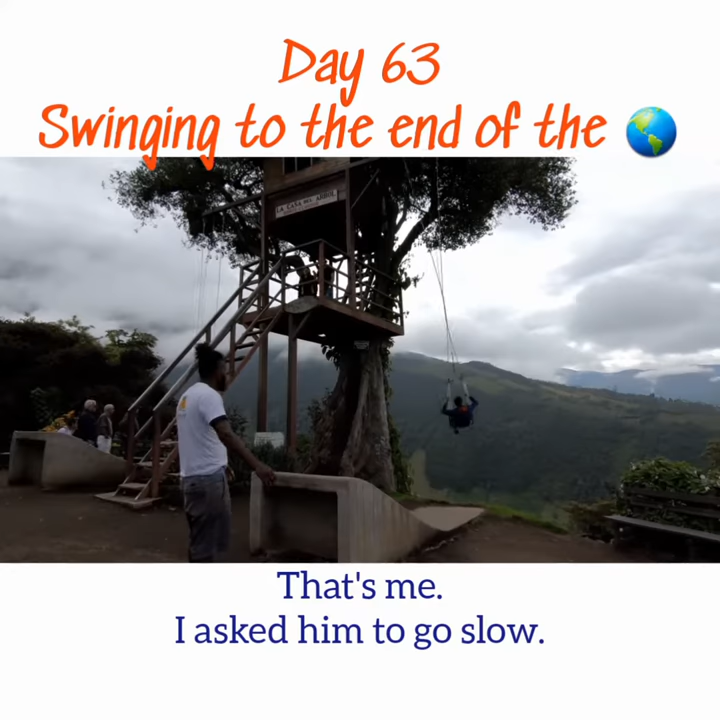 Day 63
Swinging to the end of the 🌎
LA CASA DEL ARBOL
That's me.
I asked him to go slow.